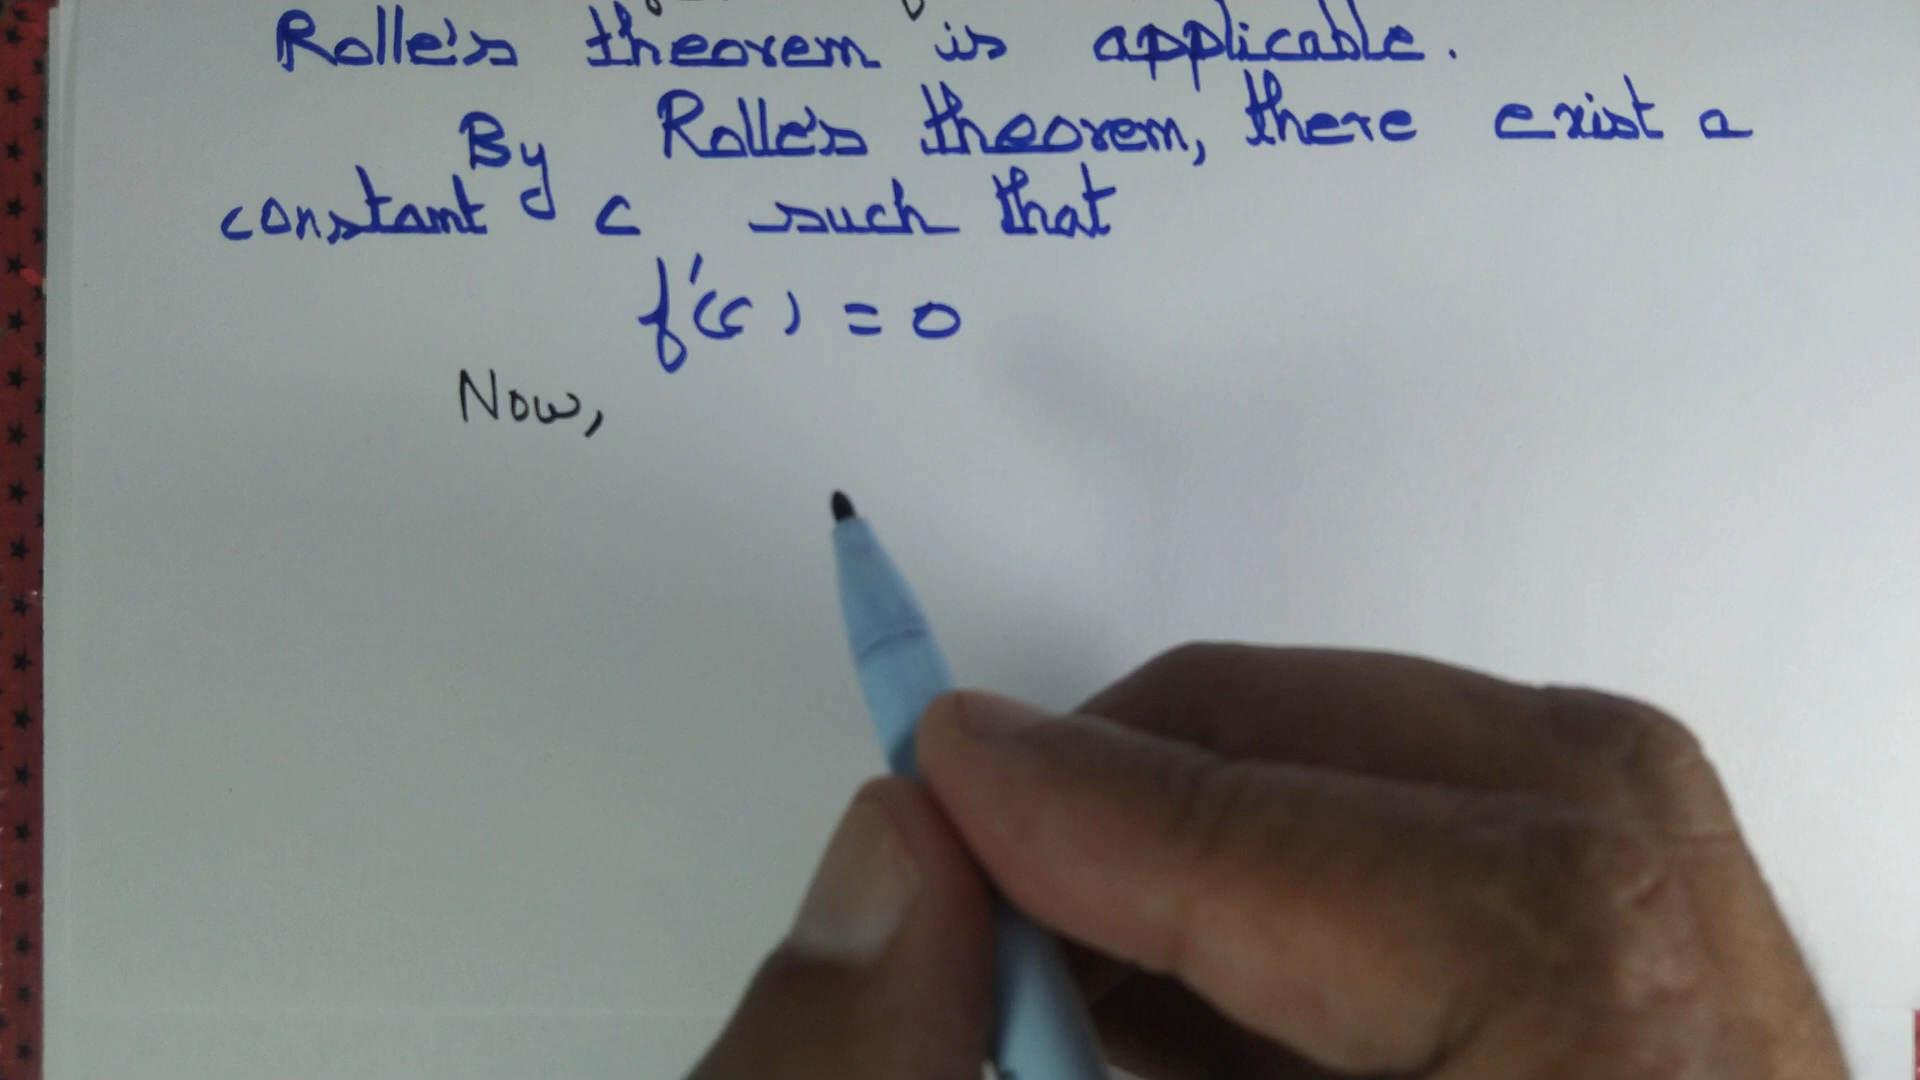 Rolle's theorem is applicable.
By Rolle's theorem, there exist a
constant c such that
f'(c) = 0
Now,